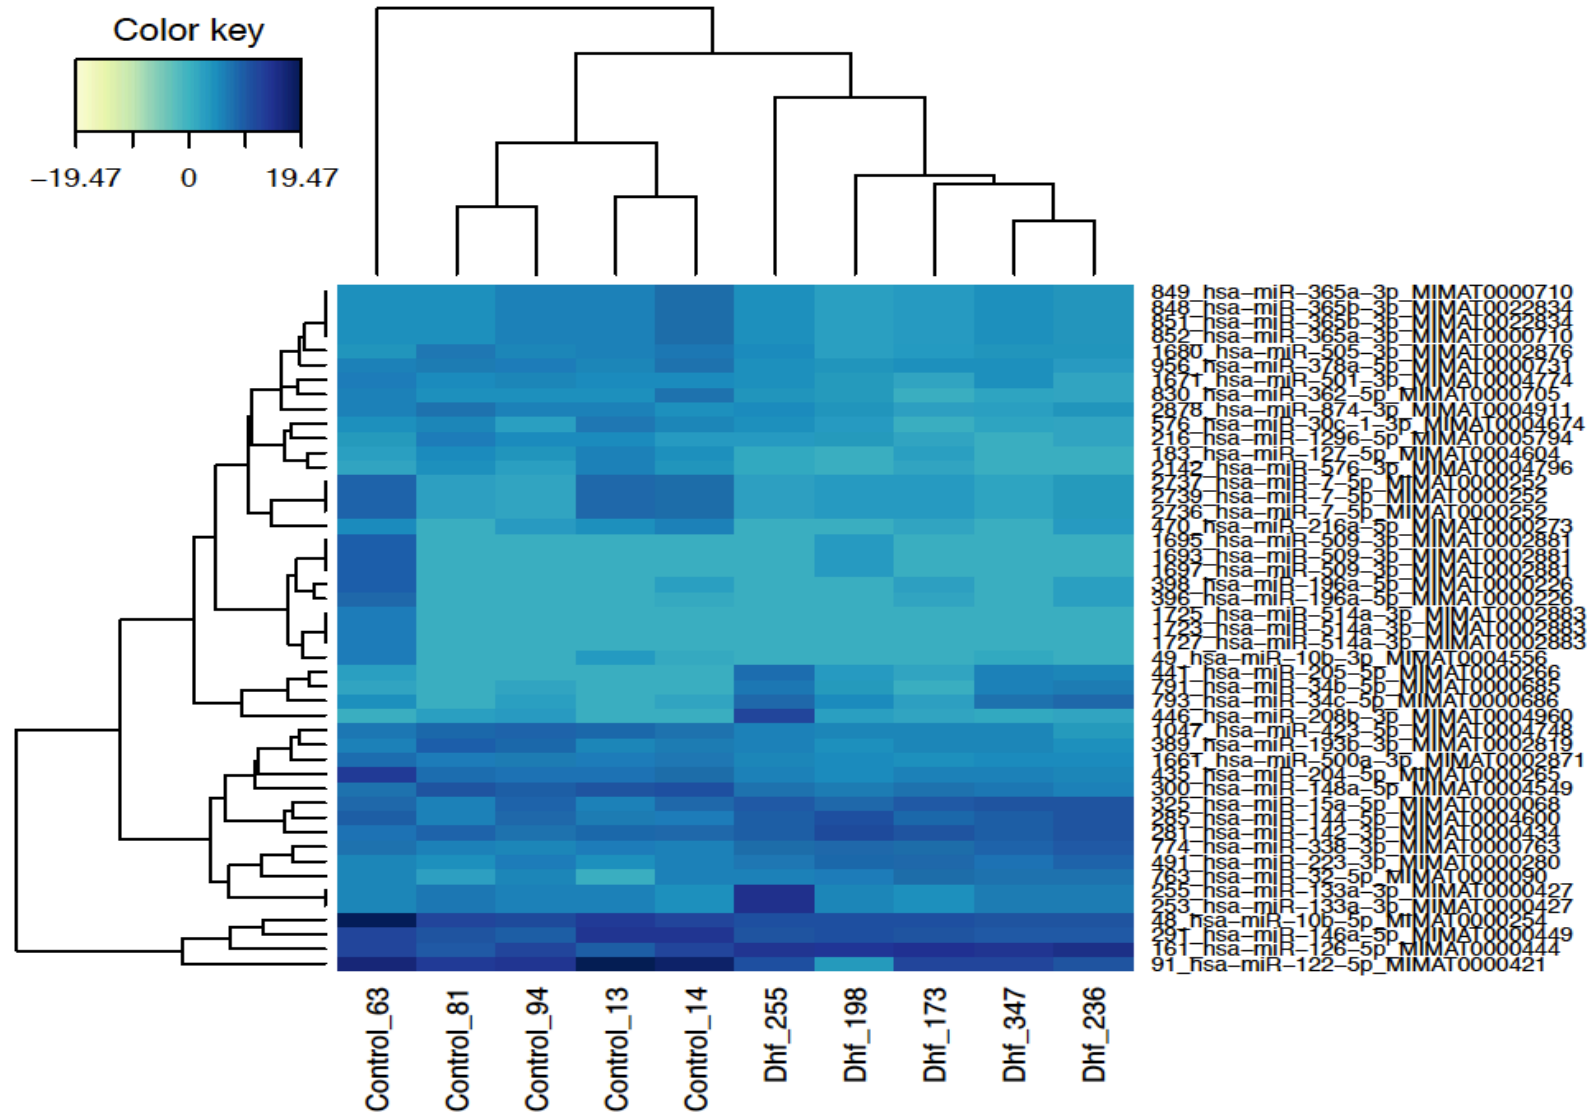 Color key
−19.47 0 19.47
849_hsa−miR−365a−3p_MIMAT0000710
848_hsa−miR−365b−3p_MIMAT0022834
851_hsa−miR−365b−3p_MIMAT0022834
852_hsa−miR−365a−3p_MIMAT0000710
1680_hsa−miR−505−3p_MIMAT0002876
956_hsa−miR−378a−5p_MIMAT0000731
1671_hsa−miR−501−3p_MIMAT0004774
830_hsa−miR−362−5p_MIMAT0000705
2878_hsa−miR−874−3p_MIMAT0004911
576_hsa−miR−30c−1−3p_MIMAT0004674
216_hsa−miR−1296−5p_MIMAT0005794
183_hsa−miR−127−5p_MIMAT0004604
2142_hsa−miR−576−3p_MIMAT0004796
2737_hsa−miR−7−5p_MIMAT0000252
2739_hsa−miR−7−5p_MIMAT0000252
2736_hsa−miR−7−5p_MIMAT0000252
470_hsa−miR−216a−5p_MIMAT0000273
1695_hsa−miR−509−3p_MIMAT0002881
1693_hsa−miR−509−3p_MIMAT0002881
1697_hsa−miR−509−3p_MIMAT0002881
398_hsa−miR−196a−5p_MIMAT0000226
396_hsa−miR−196a−5p_MIMAT0000226
1725_hsa−miR−514a−3p_MIMAT0002883
1723_hsa−miR−514a−3p_MIMAT0002883
1727_hsa−miR−514a−3p_MIMAT0002883
49_hsa−miR−10b−3p_MIMAT0004556
441_hsa−miR−205−5p_MIMAT0000266
791_hsa−miR−34b−5p_MIMAT0000685
793_hsa−miR−34c−5p_MIMAT0000686
446_hsa−miR−208b−3p_MIMAT0004960
1047_hsa−miR−423−5p_MIMAT0004748
389_hsa−miR−193b−3p_MIMAT0002819
1661_hsa−miR−500a−3p_MIMAT0002871
435_hsa−miR−204−5p_MIMAT0000265
300_hsa−miR−148a−5p_MIMAT0004549
325_hsa−miR−15a−5p_MIMAT0000068
285_hsa−miR−144−5p_MIMAT0004600
281_hsa−miR−142−3p_MIMAT0000434
774_hsa−miR−338−3p_MIMAT0000763
491_hsa−miR−223−3p_MIMAT0000280
763_hsa−miR−32−5p_MIMAT0000090
255_hsa−miR−133a−3p_MIMAT0000427
253_hsa−miR−133a−3p_MIMAT0000427
48_hsa−miR−10b−5p_MIMAT0000254
291_hsa−miR−146a−5p_MIMAT0000449
161_hsa−miR−126−5p_MIMAT0000444
91_hsa−miR−122−5p_MIMAT0000421
Control_63
Control_81
Control_94
Control_13
Control_14
Dhf_255
Dhf_198
Dhf_173
Dhf_347
Dhf_236